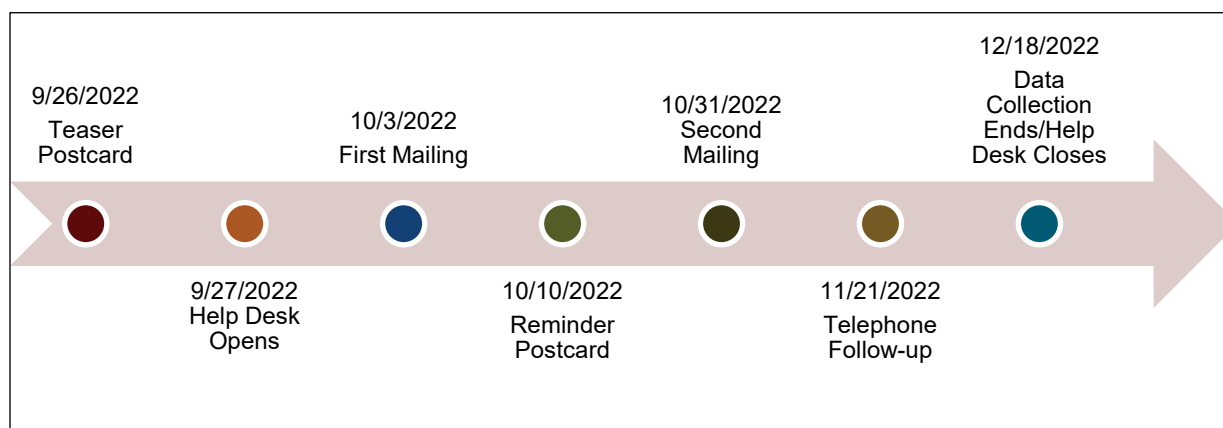 9/26/2022
Teaser
Postcard
9/27/2022
Help Desk
Opens
10/3/2022
First Mailing
10/10/2022
Reminder
Postcard
10/31/2022
Second
Mailing
11/21/2022
Telephone
Follow-up
12/18/2022
Data
Collection
Ends/Help
Desk Closes